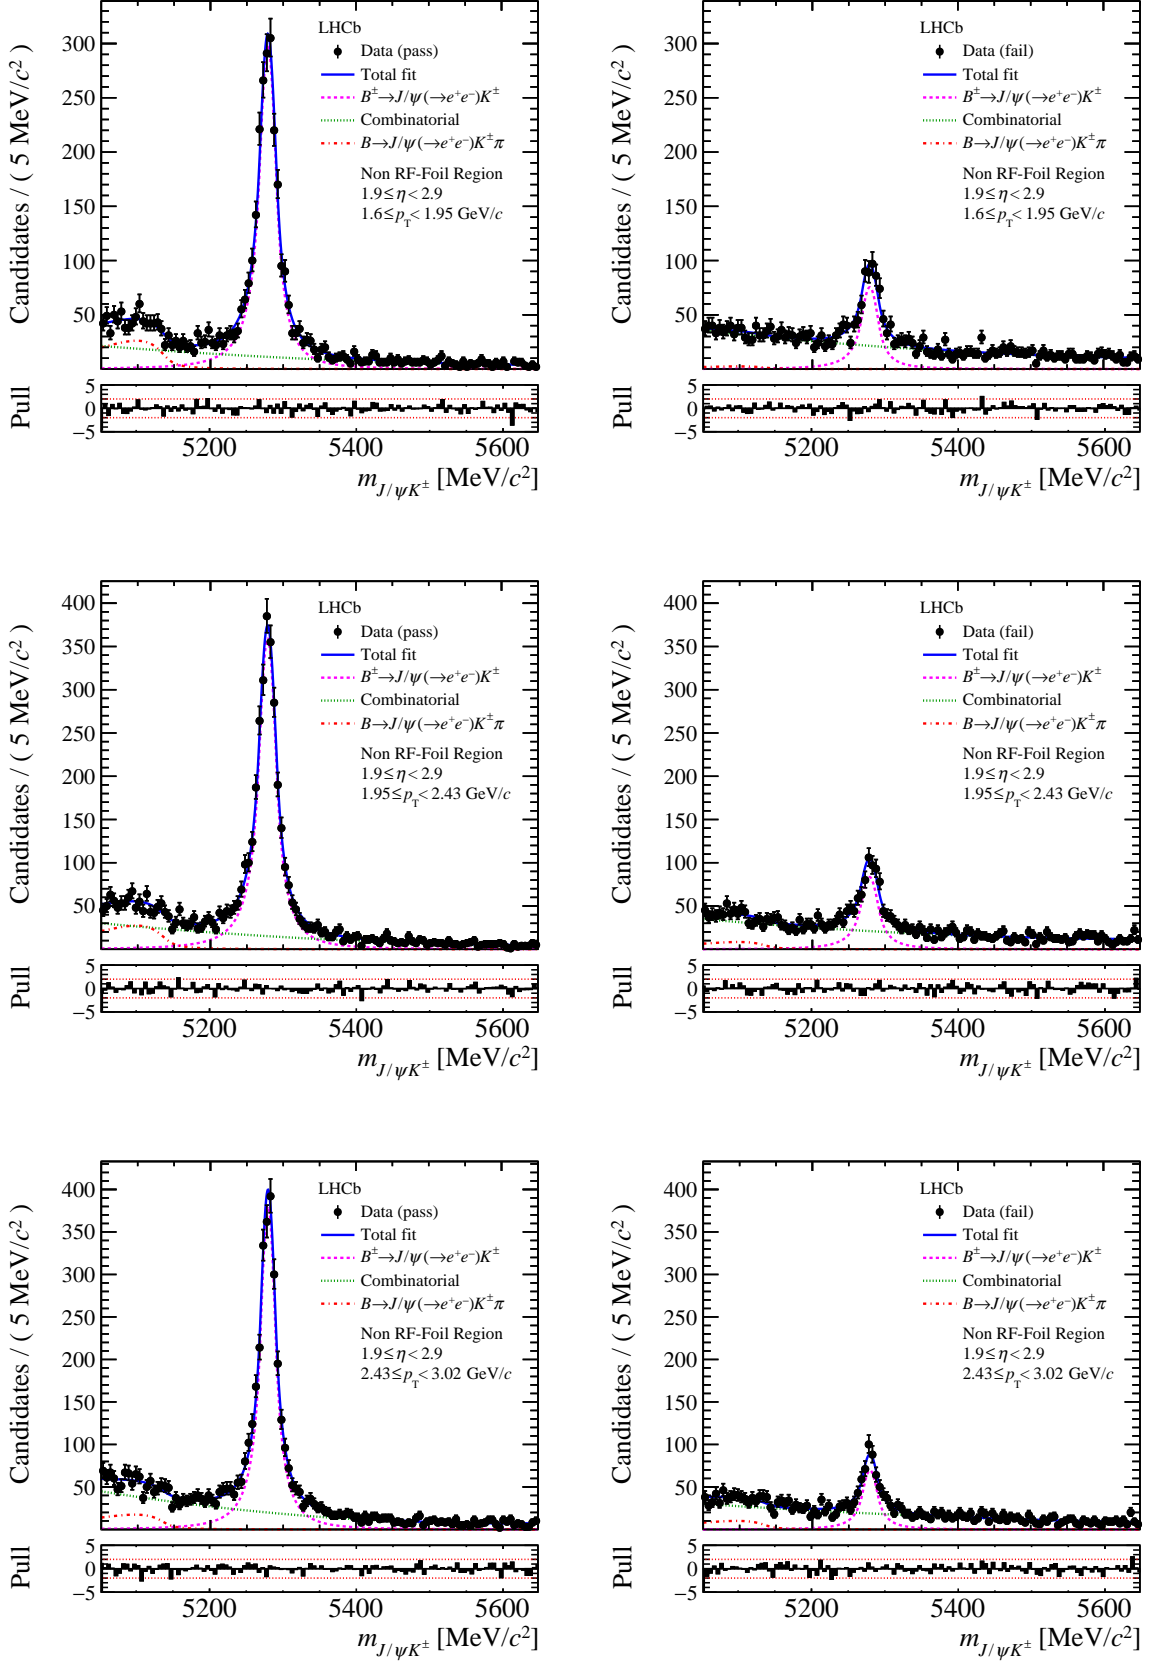 Candidates / ( 5 MeV/c² )
300
250
200
150
100
50
LHCb
Data (pass)
Total fit
B±→J/ψ(→e⁺e⁻)K±
Combinatorial
B→J/ψ(→e⁺e⁻)K±π
Non RF-Foil Region
1.9≤η<2.9
1.6≤p_T<1.95 GeV/c
Pull
5
0
−5
5200 5400 5600
m_J/ψK± [MeV/c²]
Candidates / ( 5 MeV/c² )
300
250
200
150
100
50
LHCb
Data (fail)
Total fit
B±→J/ψ(→e⁺e⁻)K±
Combinatorial
B→J/ψ(→e⁺e⁻)K±π
Non RF-Foil Region
1.9≤η<2.9
1.6≤p_T<1.95 GeV/c
Pull
5
0
−5
5200 5400 5600
m_J/ψK± [MeV/c²]
Candidates / ( 5 MeV/c² )
400
350
300
250
200
150
100
50
LHCb
Data (pass)
Total fit
B±→J/ψ(→e⁺e⁻)K±
Combinatorial
B→J/ψ(→e⁺e⁻)K±π
Non RF-Foil Region
1.9≤η<2.9
1.95≤p_T<2.43 GeV/c
Pull
5
0
−5
5200 5400 5600
m_J/ψK± [MeV/c²]
Candidates / ( 5 MeV/c² )
400
350
300
250
200
150
100
50
LHCb
Data (fail)
Total fit
B±→J/ψ(→e⁺e⁻)K±
Combinatorial
B→J/ψ(→e⁺e⁻)K±π
Non RF-Foil Region
1.9≤η<2.9
1.95≤p_T<2.43 GeV/c
Pull
5
0
−5
5200 5400 5600
m_J/ψK± [MeV/c²]
Candidates / ( 5 MeV/c² )
400
350
300
250
200
150
100
50
LHCb
Data (pass)
Total fit
B±→J/ψ(→e⁺e⁻)K±
Combinatorial
B→J/ψ(→e⁺e⁻)K±π
Non RF-Foil Region
1.9≤η<2.9
2.43≤p_T<3.02 GeV/c
Pull
5
0
−5
5200 5400 5600
m_J/ψK± [MeV/c²]
Candidates / ( 5 MeV/c² )
400
350
300
250
200
150
100
50
LHCb
Data (fail)
Total fit
B±→J/ψ(→e⁺e⁻)K±
Combinatorial
B→J/ψ(→e⁺e⁻)K±π
Non RF-Foil Region
1.9≤η<2.9
2.43≤p_T<3.02 GeV/c
Pull
5
0
−5
5200 5400 5600
m_J/ψK± [MeV/c²]